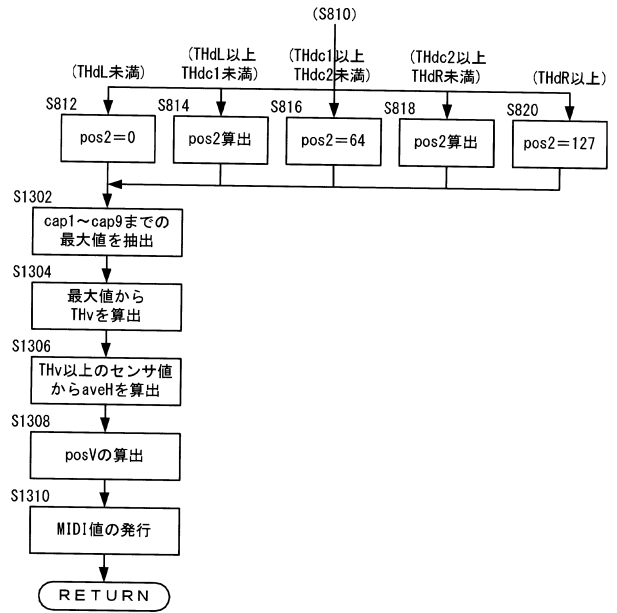 (S810)
(THdL未満)
(THdL以上
THdc1未満)
(THdc1以上
THdc2未満)
(THdc2以上
THdR未満)
(THdR以上)
S812
S814
S816
S818
S820
pos2=0
pos2算出
pos2=64
pos2算出
pos2=127
S1302
cap1～cap9までの
最大値を抽出
S1304
最大値から
THvを算出
S1306
THv以上のセンサ値
からaveHを算出
S1308
posVの算出
S1310
MIDI値の発行
RETURN